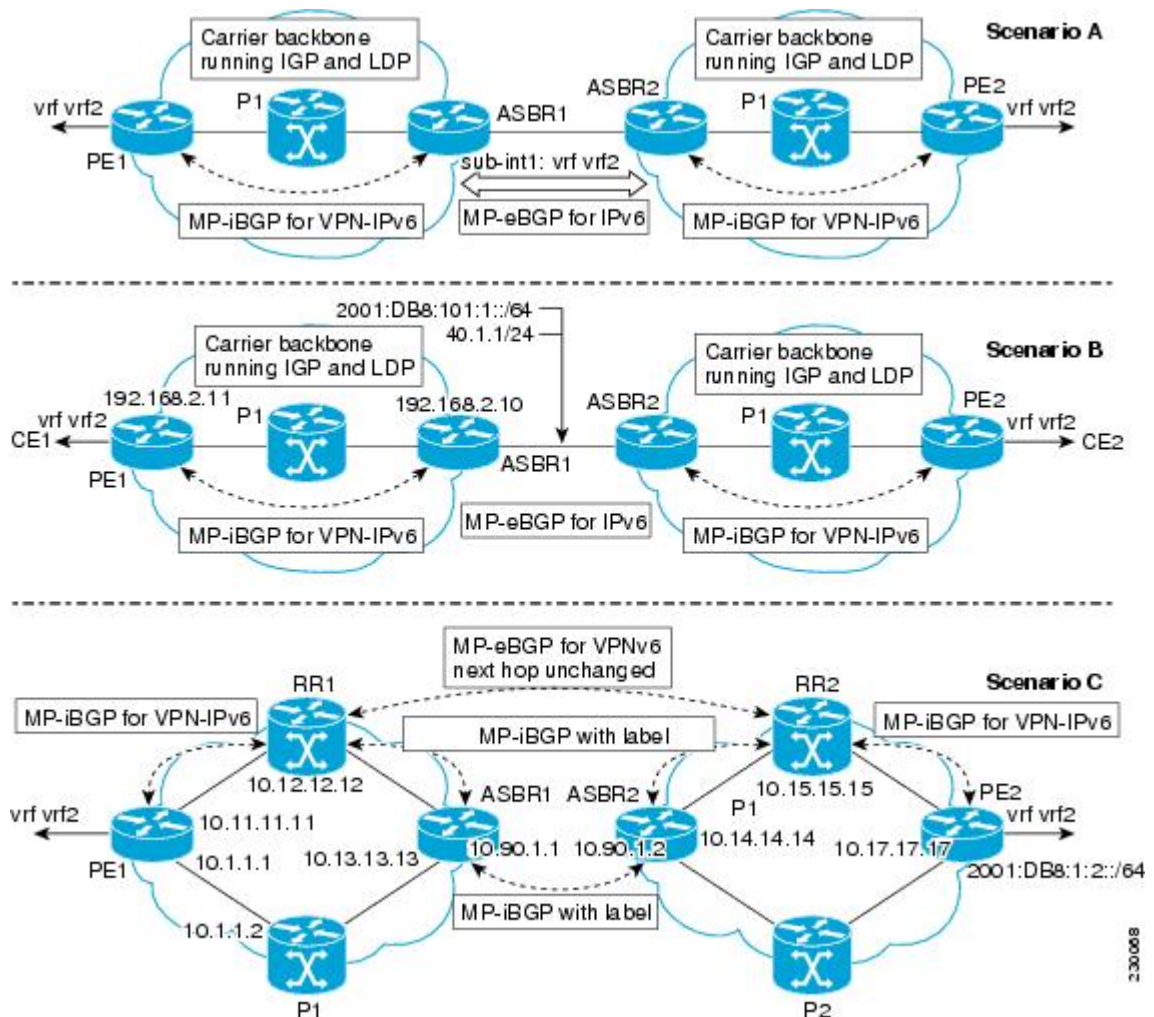 Carrier backbone
running IGP and LDP
Carrier backbone
running IGP and LDP
Scenario A
P1
ASBR2
P1
PE2
vrf vrf2
ASBR1
vrf vrf2
PE1
sub-int1: vrf vrf2
MP-iBGP for VPN-IPv6
MP-eBGP for IPv6
MP-iBGP for VPN-IPv6
2001:DB8:101:1::/64
40.1.1/24
Carrier backbone
running IGP and LDP
Carrier backbone
running IGP and LDP
Scenario B
192.168.2.11
P1
192.168.2.10
ASBR2
P1
PE2
vrf vrf2
CE1
vrf vrf2
CE2
PE1
ASBR1
MP-iBGP for VPN-IPv6
MP-eBGP for IPv6
MP-iBGP for VPN-IPv6
MP-eBGP for VPNv6
next hop unchanged
RR1
RR2
Scenario C
MP-iBGP for VPN-IPv6
MP-iBGP for VPN-IPv6
MP-iBGP with label
10.12.12.12
10.15.15.15
ASBR1
ASBR2
P1
PE2
vrf vrf2
10.11.11.11
10.14.14.14
vrf vrf2
PE1
10.1.1.1
10.13.13.13
10.90.1.1
10.90.1.2
10.17.17.17
2001:DB8:1:2::/64
MP-iBGP with label
10.1.1.2
P1
P2
230068